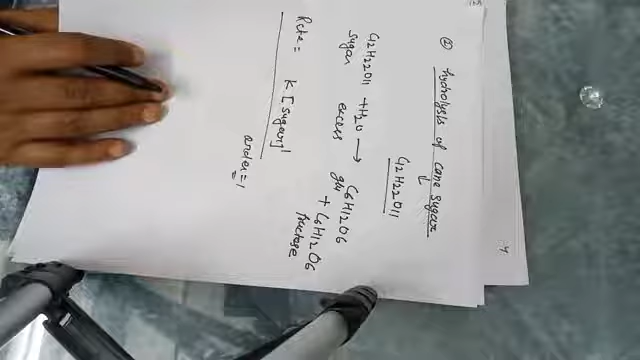 ② hydrolysis of cane sugar
↓
C12H22O11
C12H22O11 + H2O → C6H12O6
sugar excess glu
+ C6H12O6
fructose
Rate = K [sugar]¹
order = 1